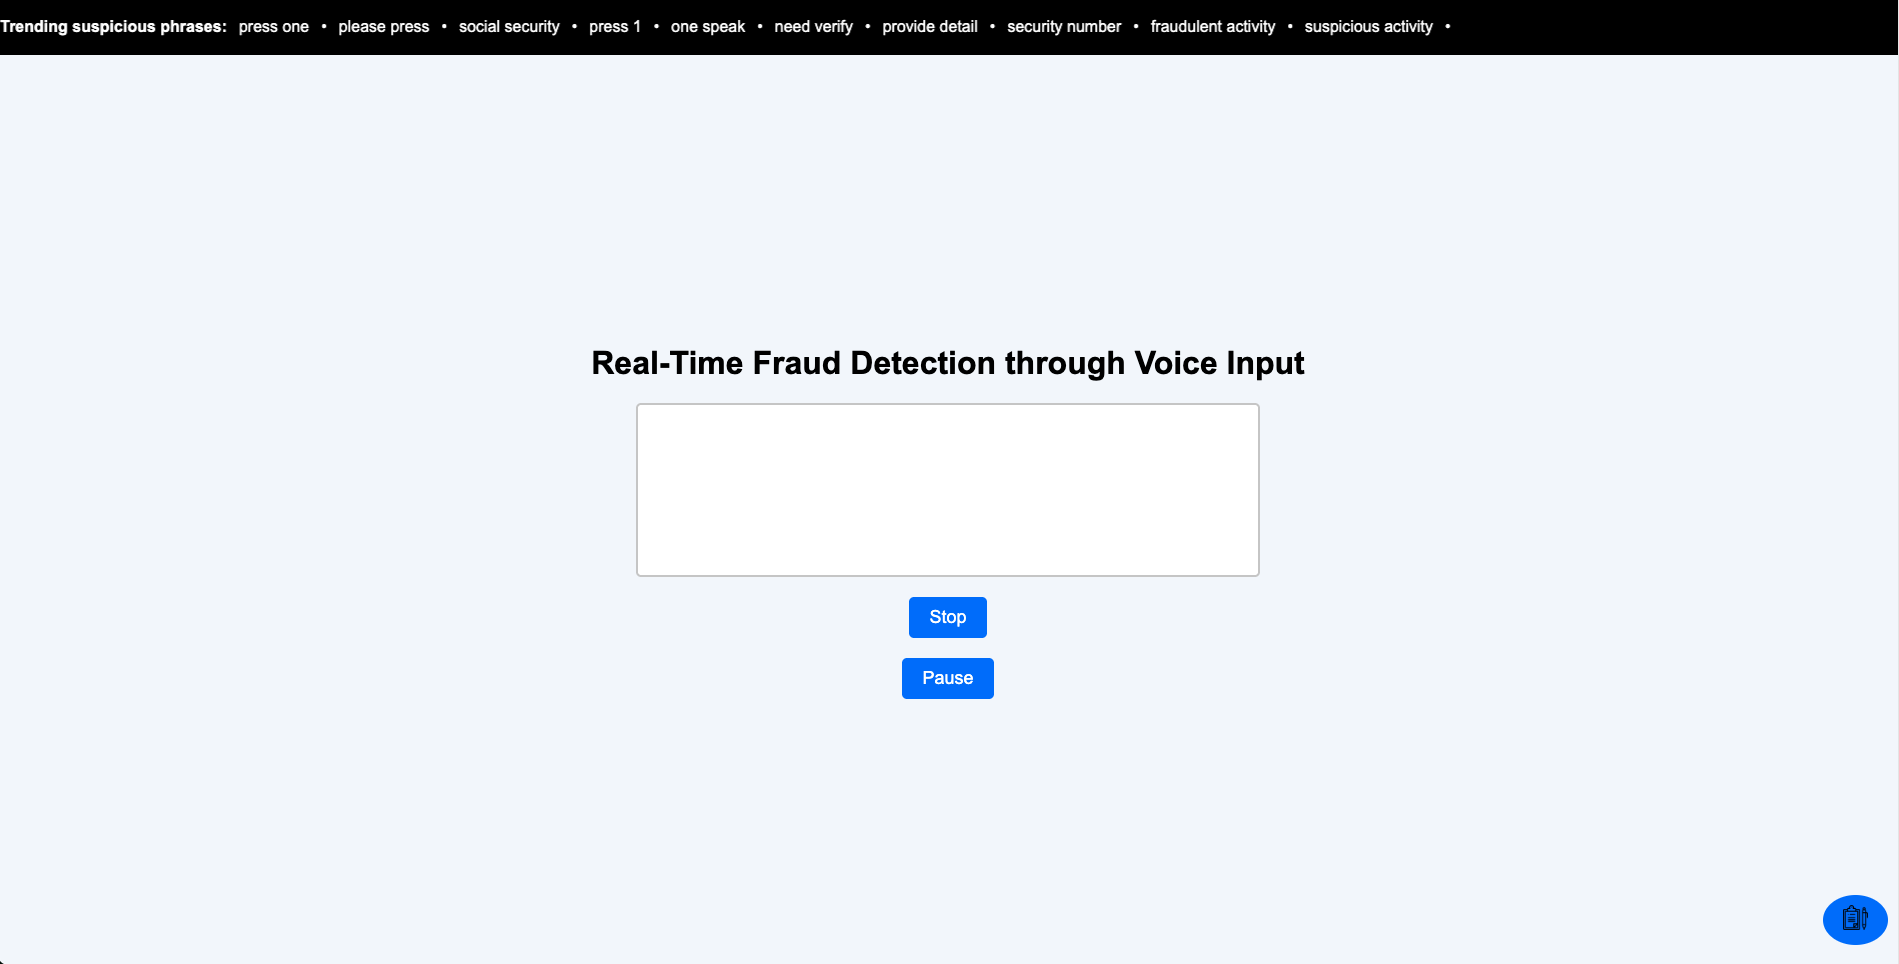 Trending suspicious phrases: press one • please press • social security • press 1 • one speak • need verify • provide detail • security number • fraudulent activity • suspicious activity •
Real-Time Fraud Detection through Voice Input
Stop
Pause